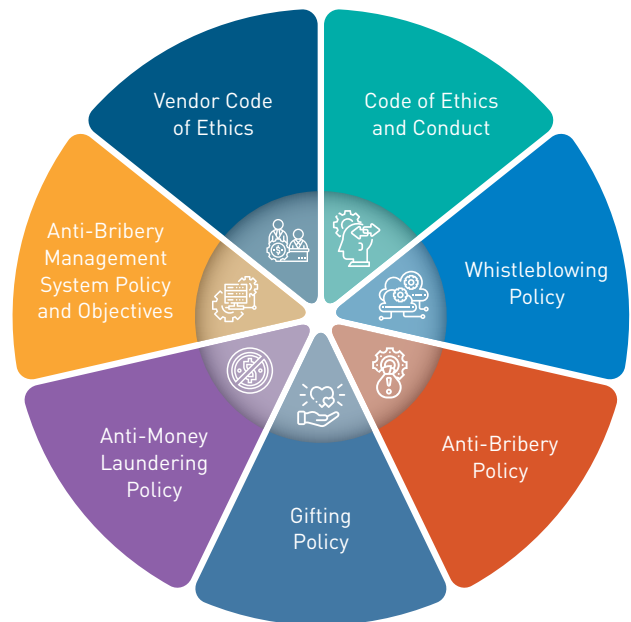 Vendor Code
of Ethics
Code of Ethics
and Conduct
Whistleblowing
Policy
Anti-Bribery
Policy
Gifting
Policy
Anti-Money
Laundering
Policy
Anti-Bribery
Management
System Policy
and Objectives